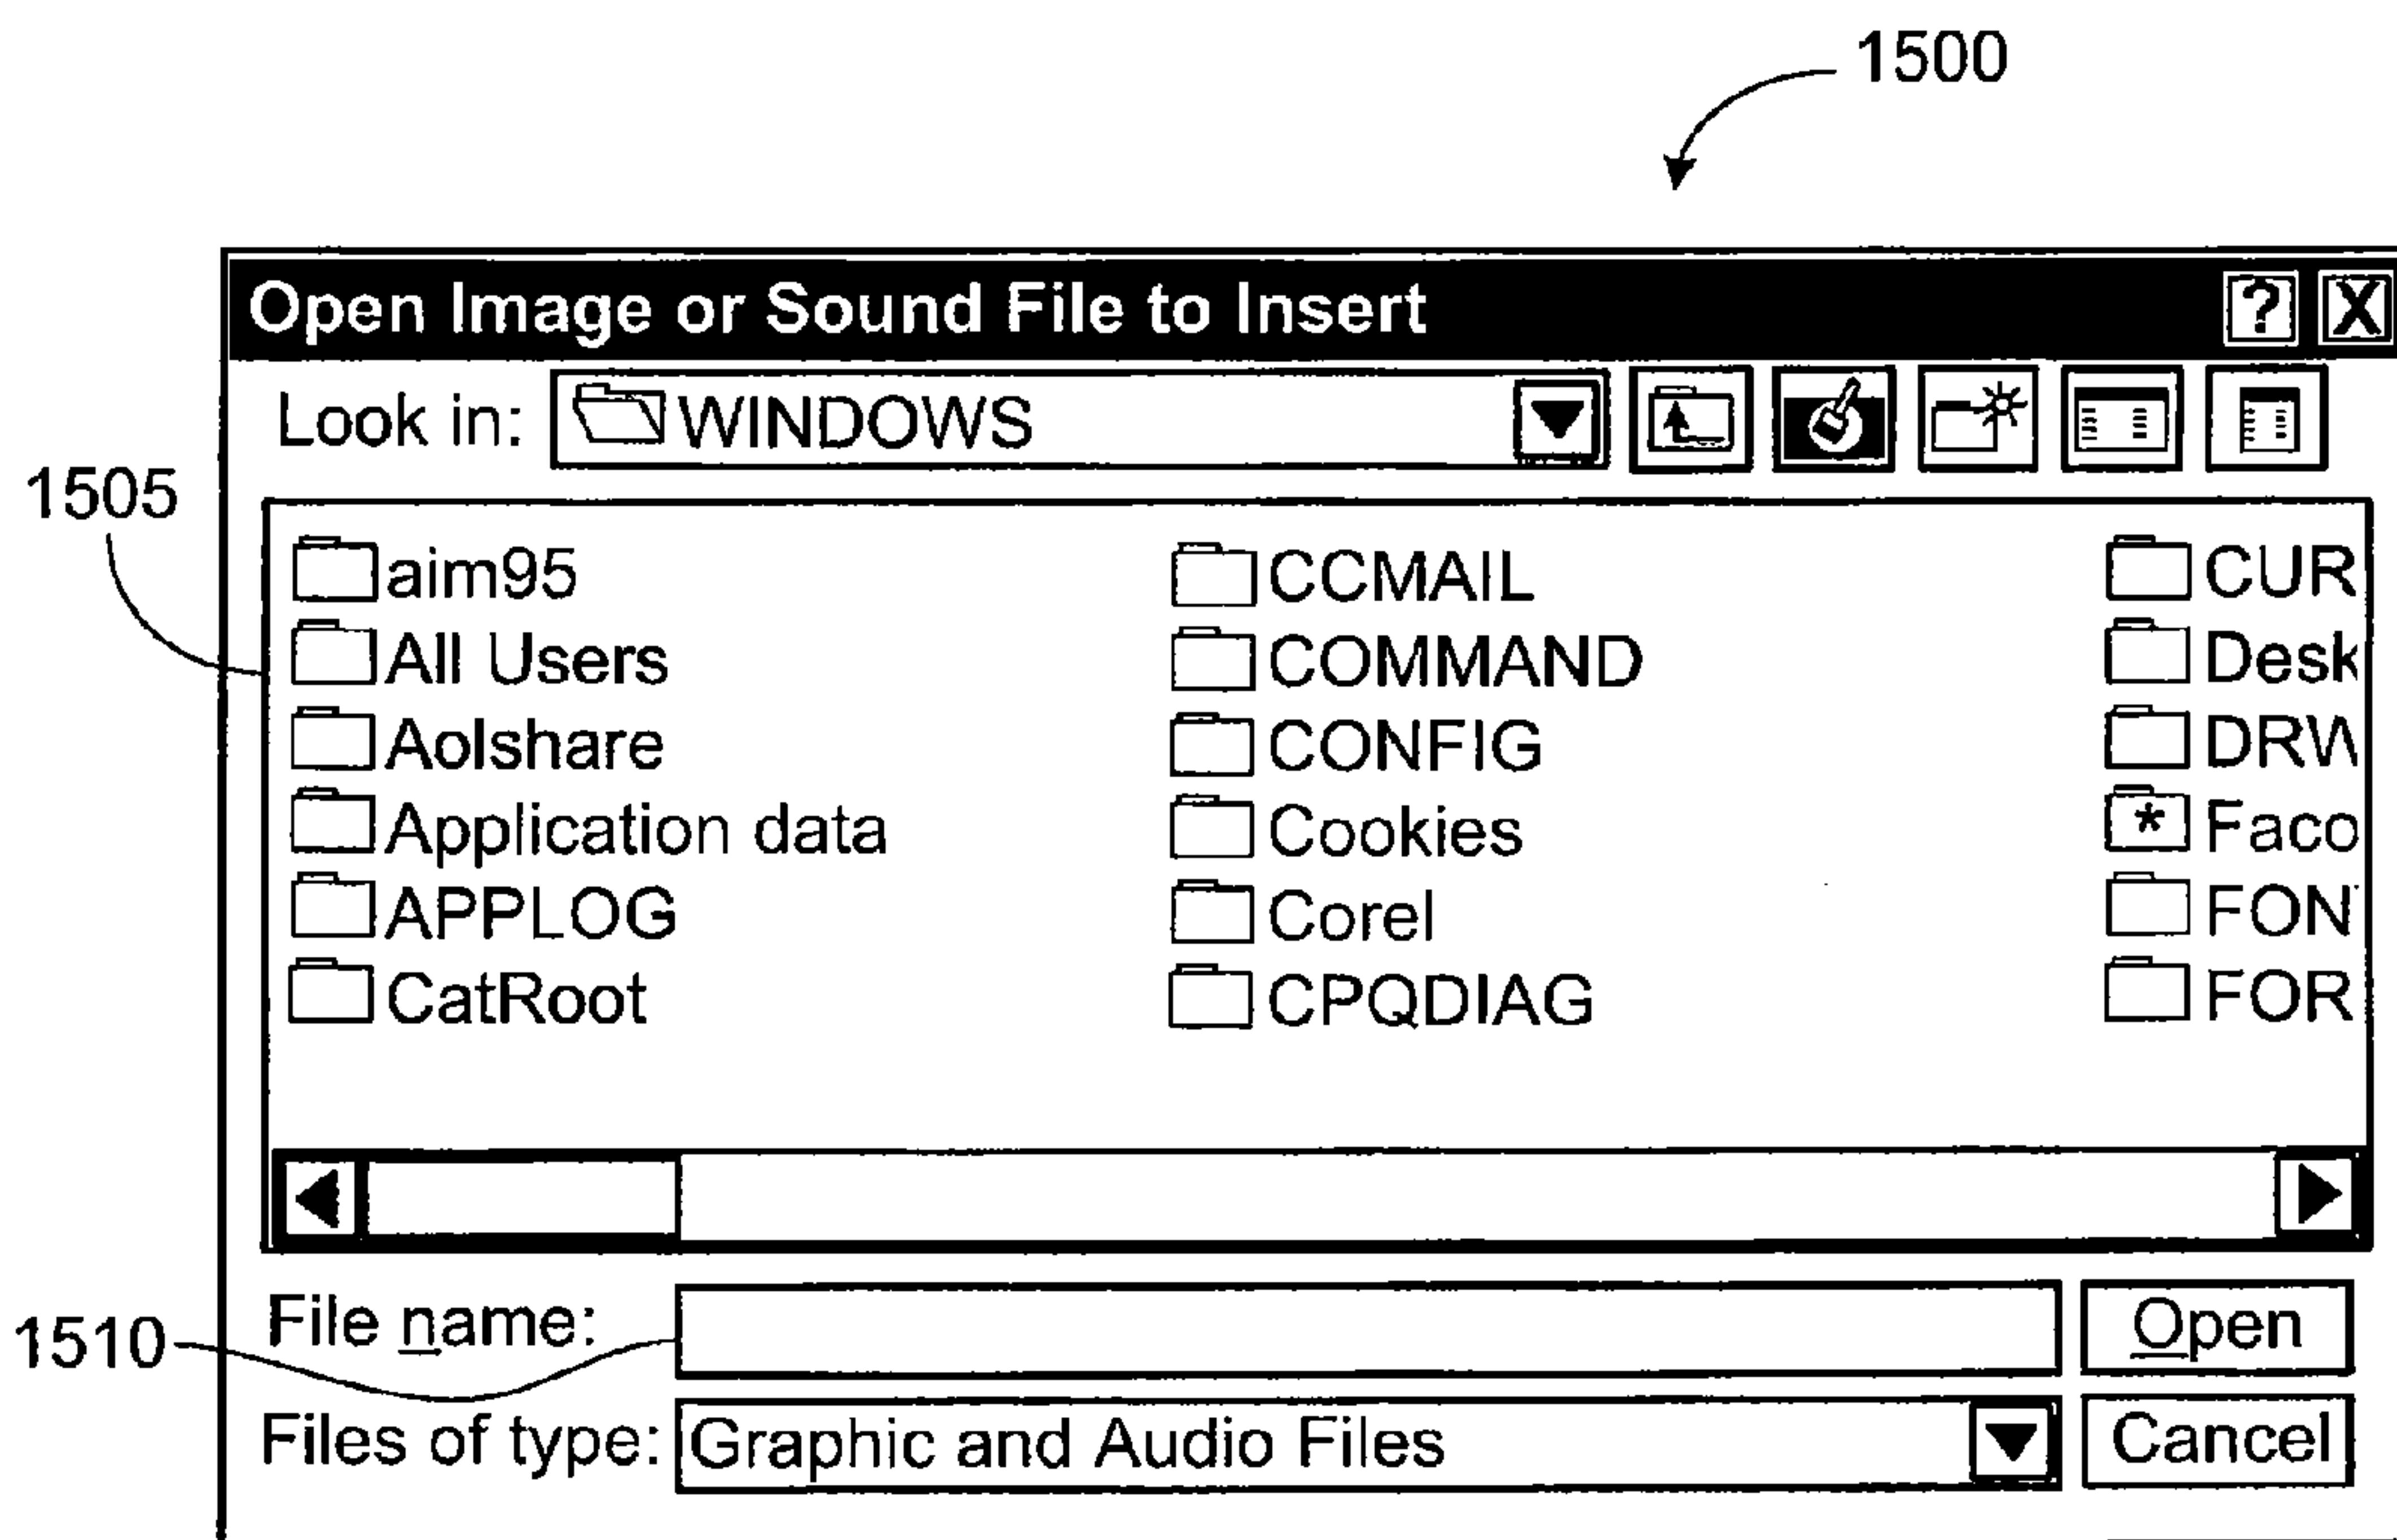 1500
Open Image or Sound File to Insert ? X
Look in: WINDOWS
1505
aim95 CCMAIL CUR
All Users COMMAND Desk
Aolshare CONFIG DRW
Application data Cookies * Faco
APPLOG Corel FONT
CatRoot CPQDIAG FOR
1510
File name: Open
Files of type: Graphic and Audio Files Cancel